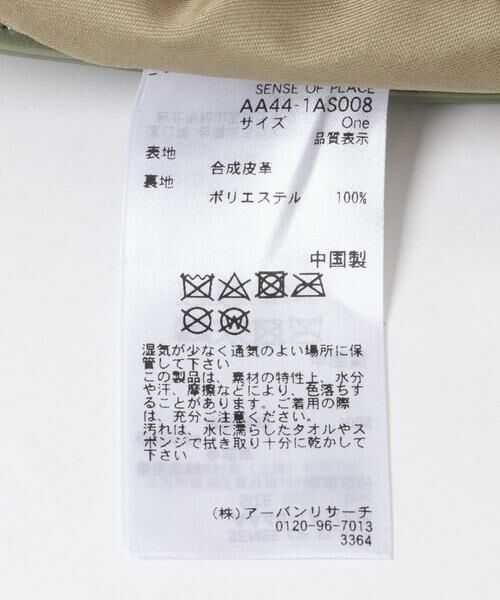 SENSE OF PLACE
AA44-1AS008
サイズ One
品質表示
表地
合成皮革
裏地
ポリエステル 100%
中国製
湿気が少なく通気のよい場所に保
管して下さい
この製品は、素材の特性上、水分
や汗、摩擦などにより、色落ちす
ることがあります。ご着用の際
は、充分ご注意ください。
汚れは、水に濡らしたタオルやス
ポンジで拭き取り十分に乾かして
下さい
(株)アーバンリサーチ
0120-96-7013
3364